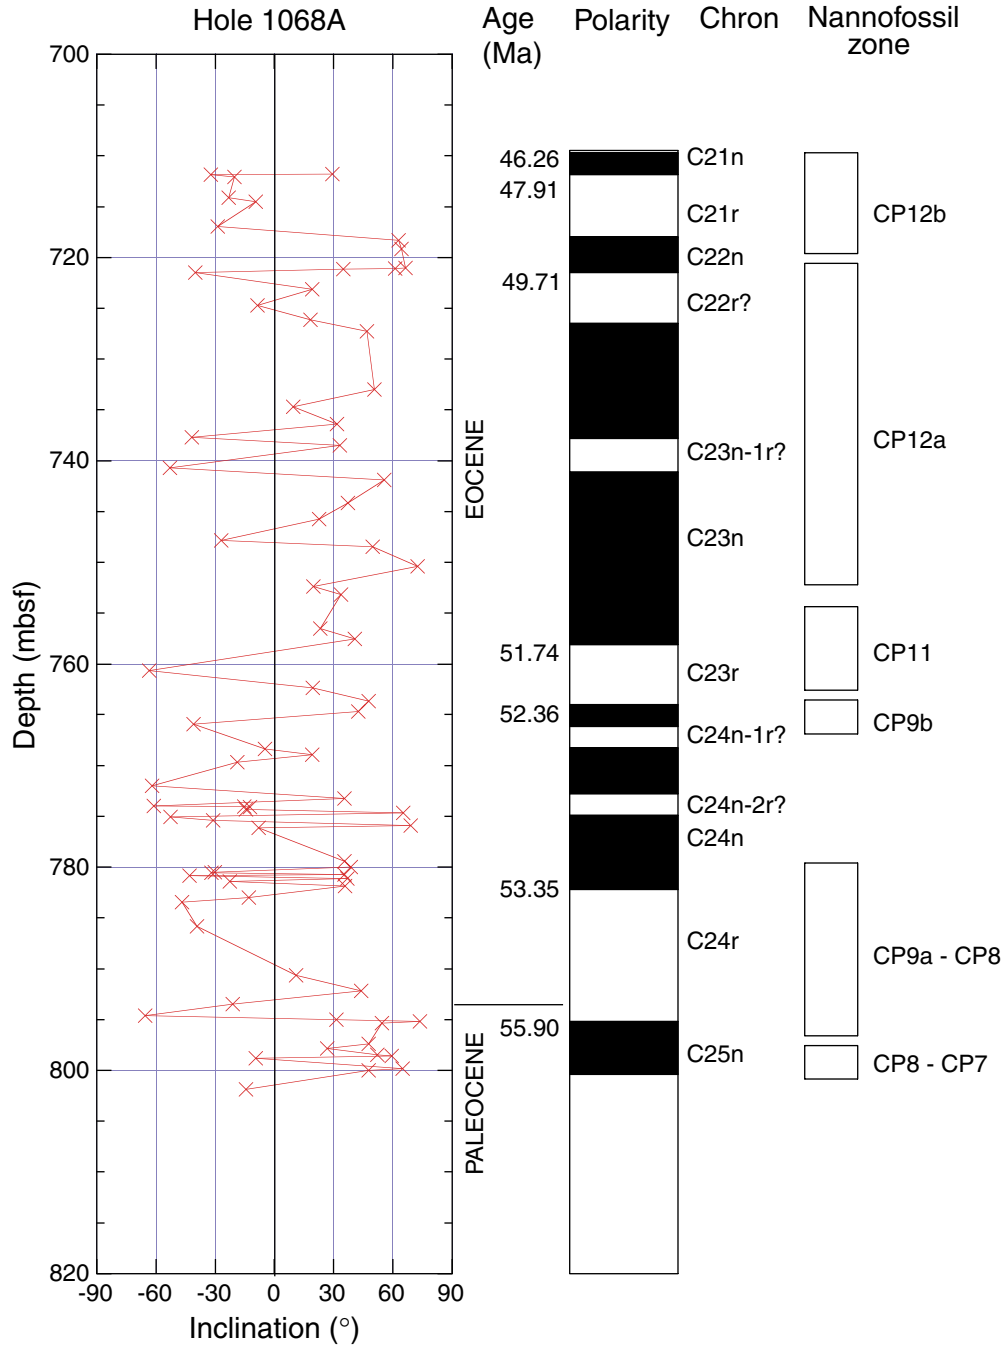 Hole 1068A
Age
(Ma)
Polarity
Chron
Nannofossil
zone
700
720
740
760
780
800
820
Depth (mbsf)
-90 -60 -30 0 30 60 90
Inclination (°)
EOCENE
PALEOCENE
46.26
47.91
49.71
51.74
52.36
53.35
55.90
C21n
C21r
C22n
C22r?
C23n-1r?
C23n
C23r
C24n-1r?
C24n-2r?
C24n
C24r
C25n
CP12b
CP12a
CP11
CP9b
CP9a - CP8
CP8 - CP7